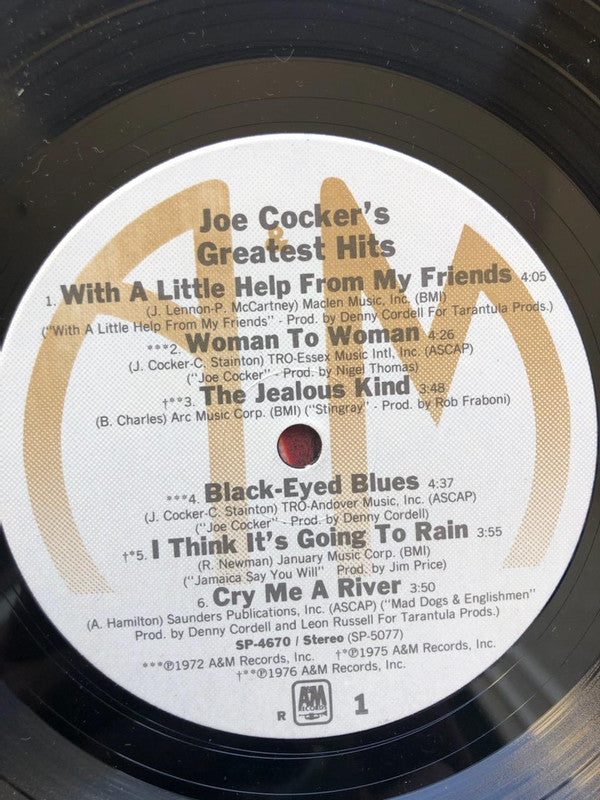 Joe Cocker's
&
Greatest Hits
1. With A Little Help From My Friends 4:05
(J. Lennon-P. McCartney) Maclen Music, Inc. (BMI)
("With A Little Help From My Friends" - Prod. by Denny Cordell For Tarantula Prods.)
***2. Woman To Woman 4:26
(J. Cocker-C. Stainton) TRO-Essex Music Intl, Inc. (ASCAP)
("Joe Cocker" - Prod. by Nigel Thomas)
†**3. The Jealous Kind 3:48
(B. Charles) Arc Music Corp. (BMI) ("Stingray" - Prod. by Rob Fraboni)
***4. Black-Eyed Blues 4:37
(J. Cocker-C. Stainton) TRO-Andover Music, Inc. (ASCAP)
("Joe Cocker" - Prod. by Denny Cordell)
†*5. I Think It's Going To Rain 3:55
(R. Newman) January Music Corp. (BMI)
("Jamaica Say You Will" Prod. by Jim Price)
6. Cry Me A River 3:50
(A. Hamilton) Saunders Publications, Inc. (ASCAP) ("Mad Dogs & Englishmen"
Prod. by Denny Cordell and Leon Russell For Tarantula Prods.)
SP-4670 / Stereo (SP-5077)
***℗1972 A&M Records, Inc. †*℗1975 A&M Records, Inc.
†**℗1976 A&M Records, Inc.
R A&M RECORDS 1